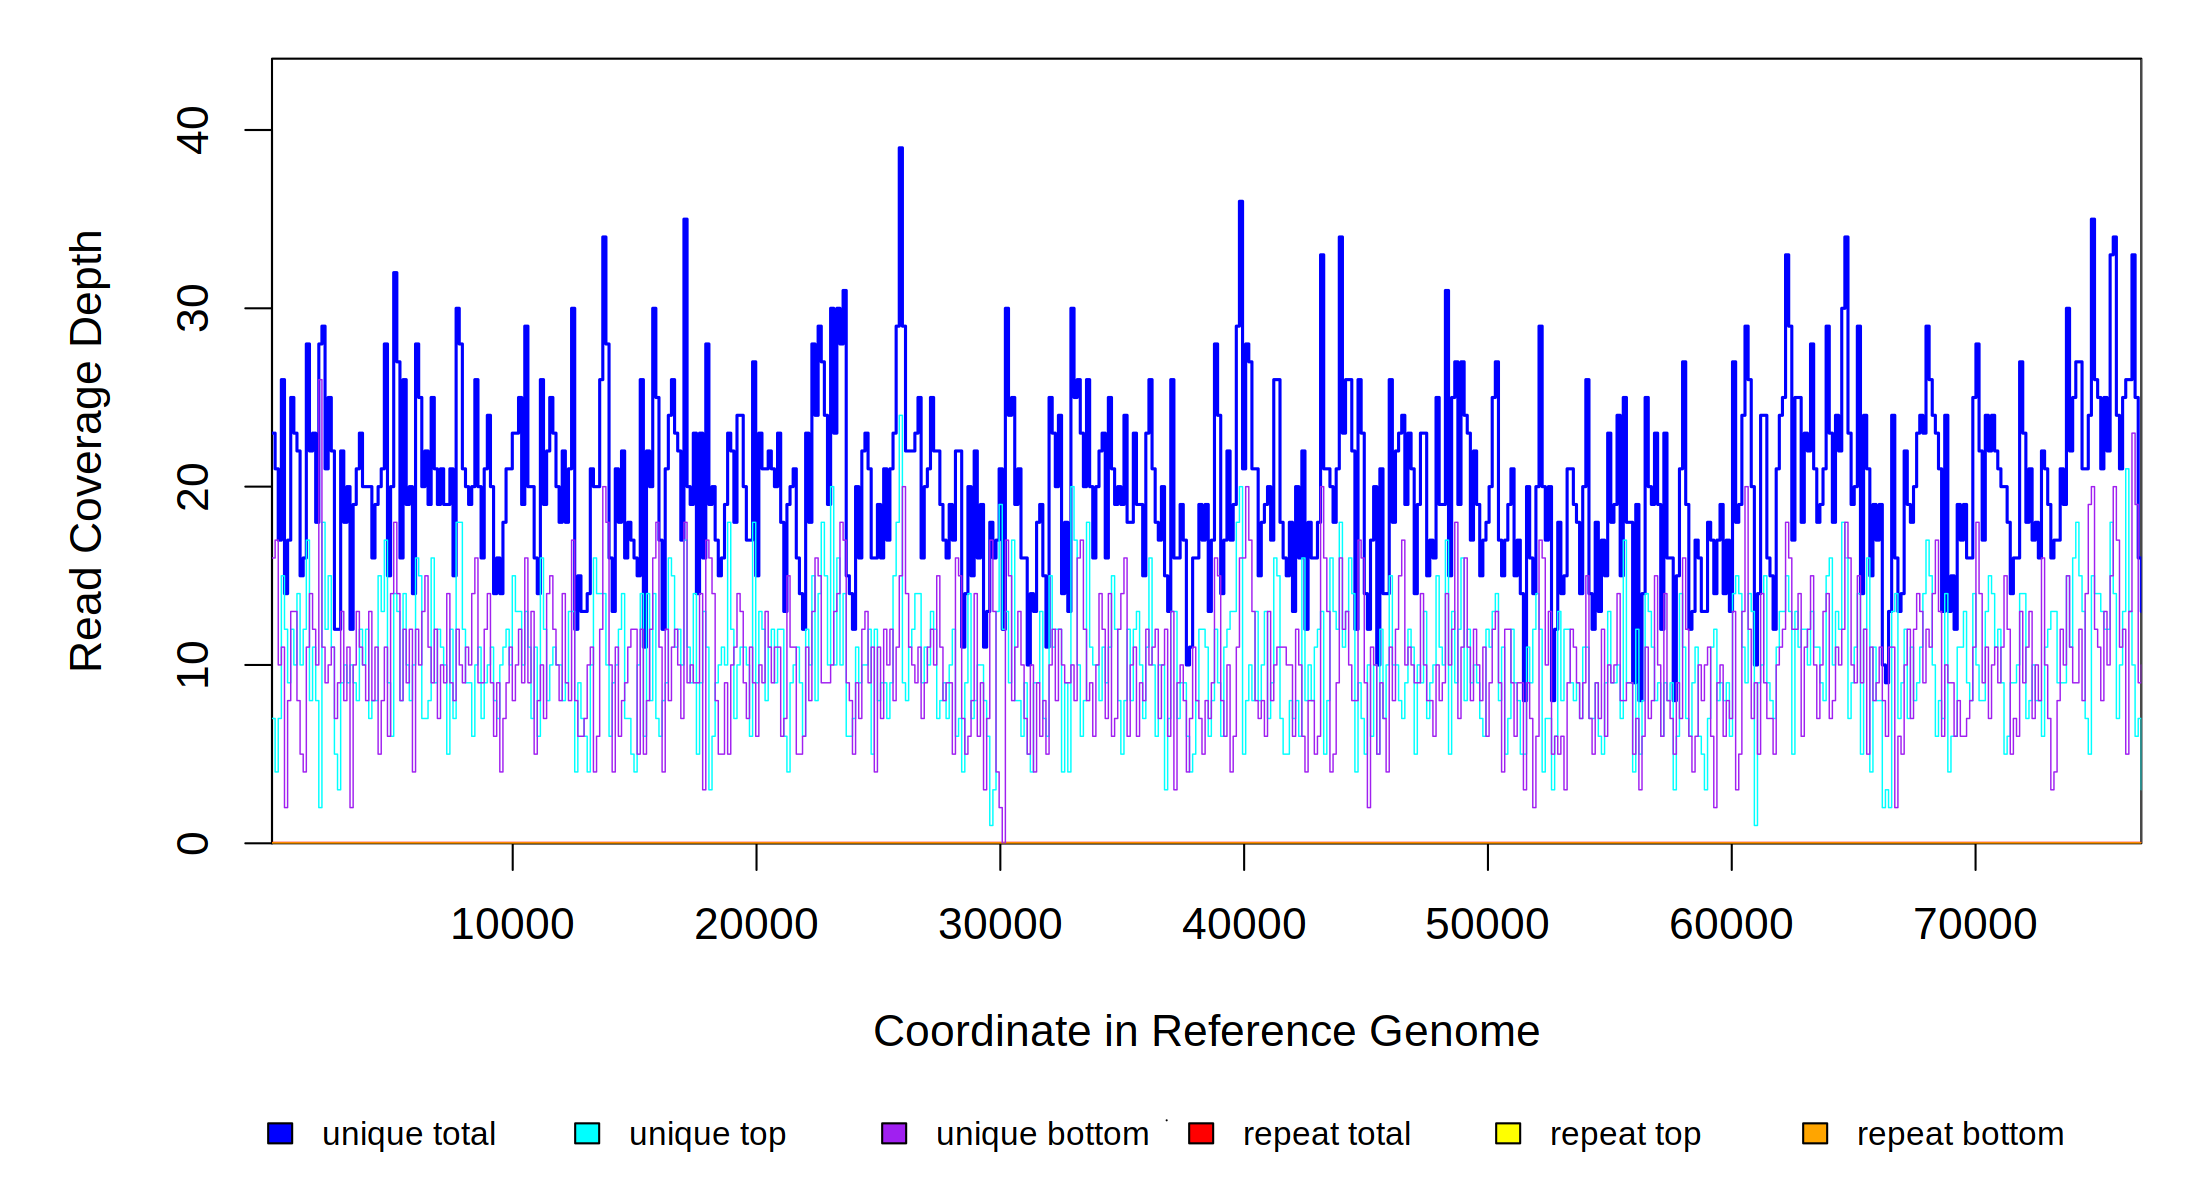 40
30
20
10
0
Read Coverage Depth
10000 20000 30000 40000 50000 60000 70000
Coordinate in Reference Genome
unique total unique top unique bottom repeat total repeat top repeat bottom